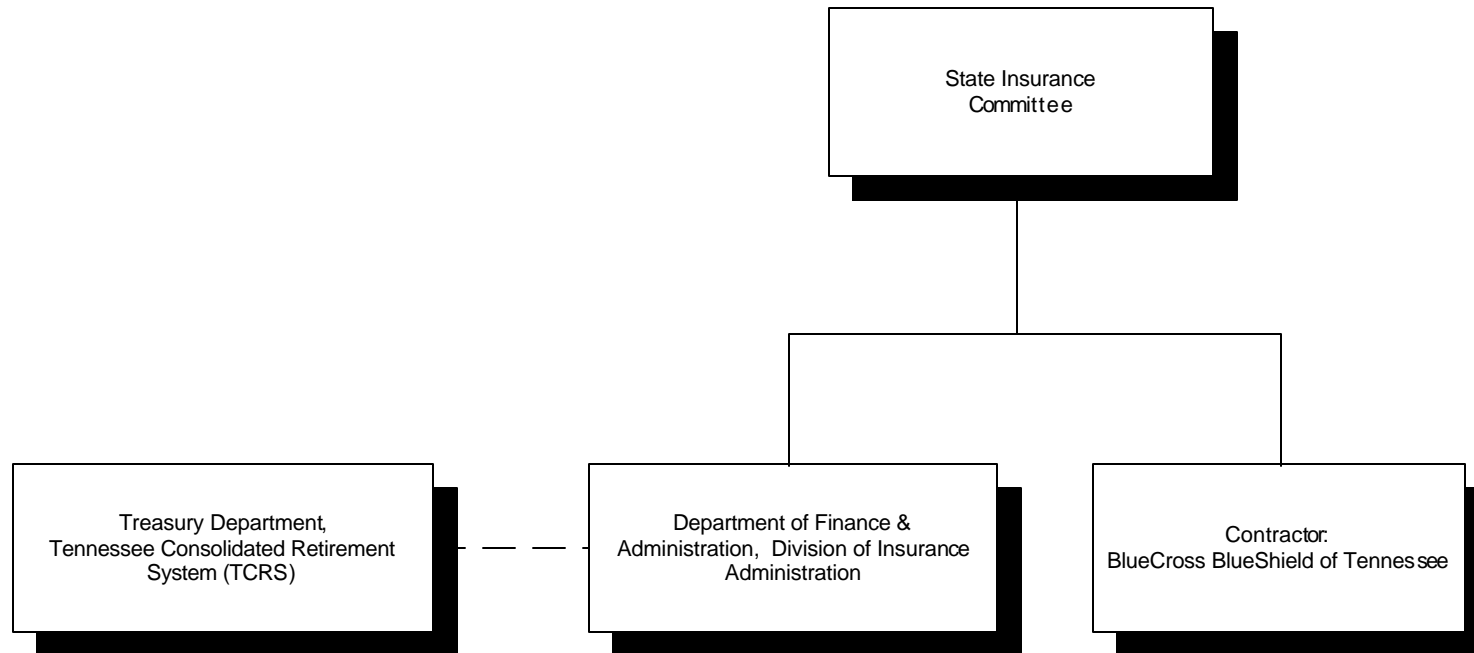 State Insurance
Committee
Treasury Department,
Tennessee Consolidated Retirement
System (TCRS)
Department of Finance &
Administration, Division of Insurance
Administration
Contractor:
BlueCross BlueShield of Tennessee